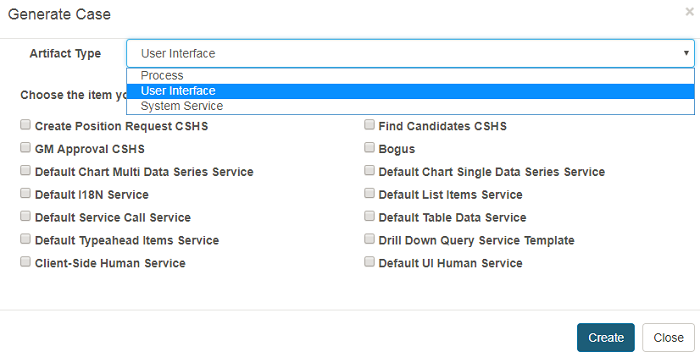 Generate Case ×
Artifact Type User Interface
Process
User Interface
Choose the item yo
System Service
Create Position Request CSHS Find Candidates CSHS
GM Approval CSHS Bogus
Default Chart Multi Data Series Service Default Chart Single Data Series Service
Default I18N Service Default List Items Service
Default Service Call Service Default Table Data Service
Default Typeahead Items Service Drill Down Query Service Template
Client-Side Human Service Default UI Human Service
Create Close